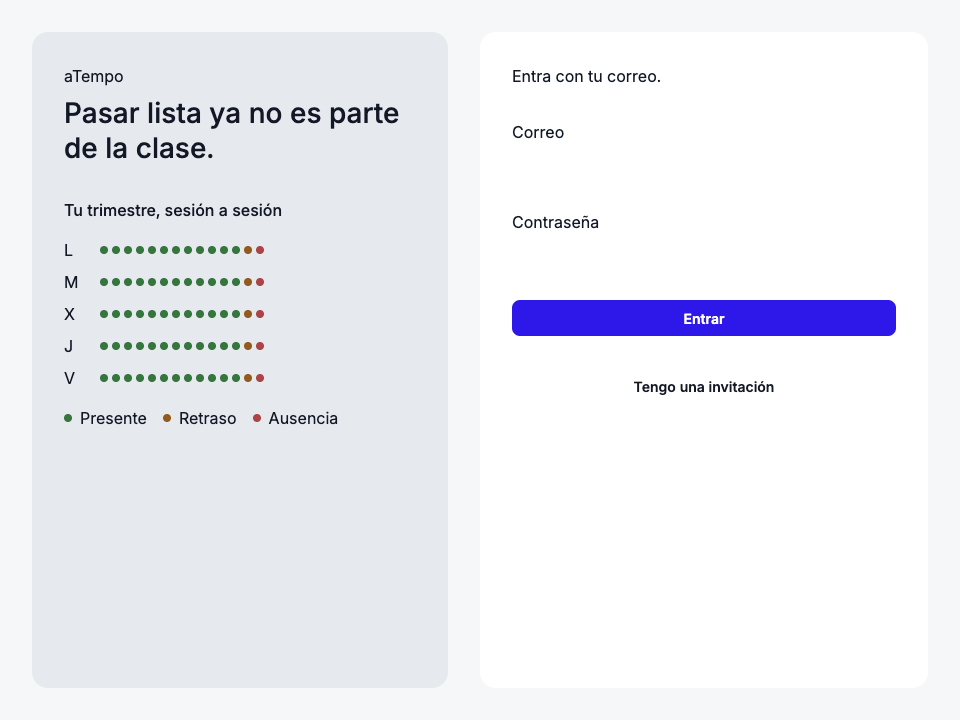 aTempo
Pasar lista ya no es parte
de la clase.
Tu trimestre, sesión a sesión
L
M
X
J
V
Presente Retraso Ausencia
Entra con tu correo.
Correo
Contraseña
Entrar
Tengo una invitación